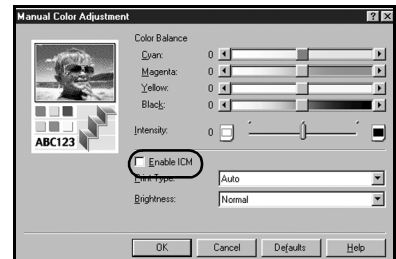 Manual Color Adjustment
Color Balance
Cyan: 0
Magenta: 0
Yellow: 0
Black: 0
Intensity: 0
ABC123
Enable ICM
Print Type: Auto
Brightness: Normal
OK Cancel Defaults Help